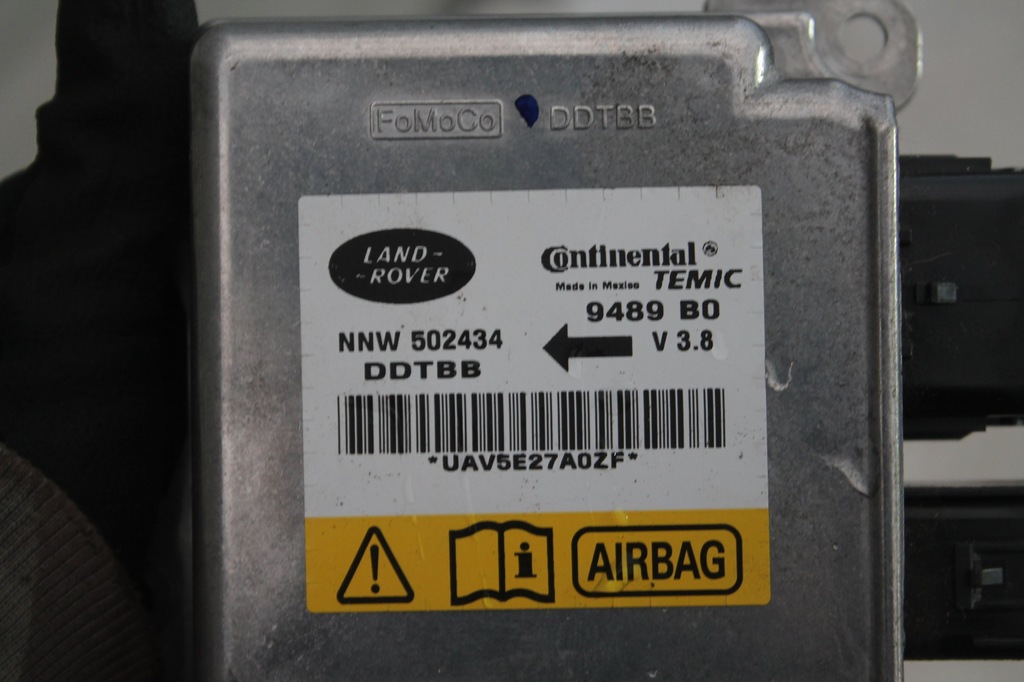 FoMoCo DDTBB
LAND-
-ROVER
Continental
Made in Mexico TEMIC
9489 B0
NNW 502434
V 3.8
DDTBB
*UAV5E27A0ZF*
i
AIRBAG